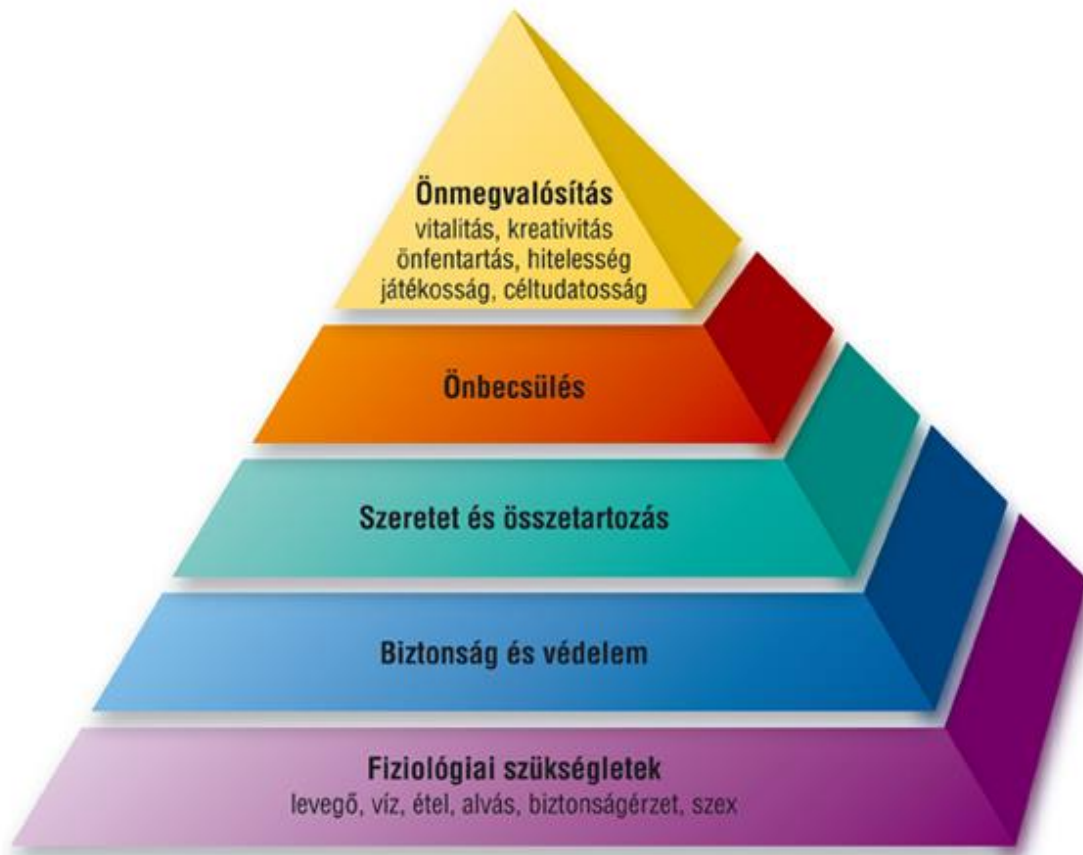 Önmegvalósítás
vitalitás, kreativitás
önfentartás, hitelesség
játékosság, céltudatosság
Önbecsülés
Szeretet és összetartozás
Biztonság és védelem
Fiziológiai szükségletek
levegő, víz, étel, alvás, biztonságérzet, szex